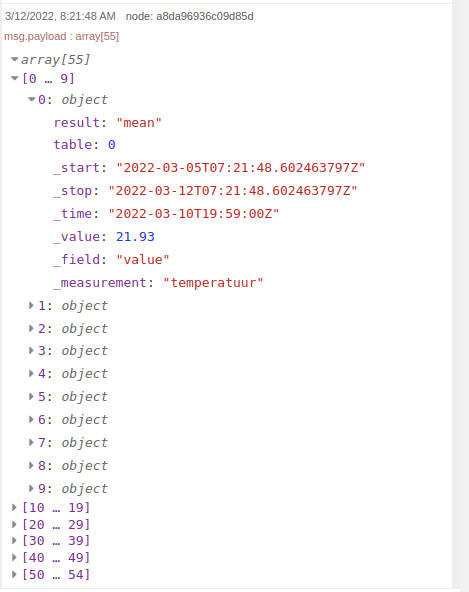 3/12/2022, 8:21:48 AM node: a8da96936c09d85d
msg.payload : array[55]
array[55]
[0 … 9]
0: object
result: "mean"
table: 0
_start: "2022-03-05T07:21:48.602463797Z"
_stop: "2022-03-12T07:21:48.602463797Z"
_time: "2022-03-10T19:59:00Z"
_value: 21.93
_field: "value"
_measurement: "temperatuur"
1: object
2: object
3: object
4: object
5: object
6: object
7: object
8: object
9: object
[10 … 19]
[20 … 29]
[30 … 39]
[40 … 49]
[50 … 54]